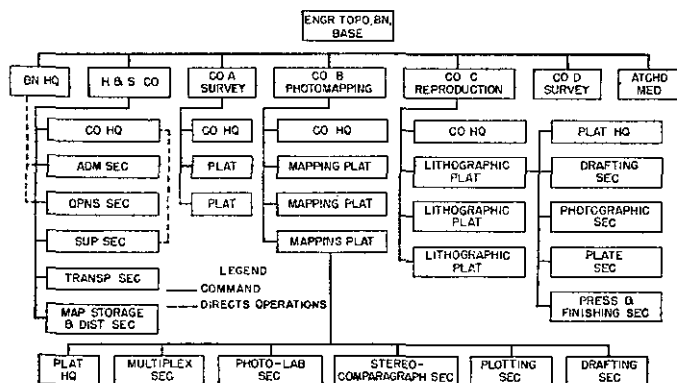 ENGR TOPO, BN,
BASE
BN HQ
H & S CO
CO A
SURVEY
CO B
PHOTOMAPPING
CO C
REPRODUCTION
CO D
SURVEY
ATCHD
MED
CO HQ
ADM SEC
OPNS SEC
SUP SEC
TRANSP SEC
MAP STORAGE
& DIST SEC
CO HQ
PLAT
PLAT
CO HQ
MAPPING PLAT
MAPPING PLAT
MAPPING PLAT
CO HQ
LITHOGRAPHIC
PLAT
LITHOGRAPHIC
PLAT
LITHOGRAPHIC
PLAT
PLAT HQ
DRAFTING
SEC
PHOTOGRAPHIC
SEC
PLATE
SEC
PRESS &
FINISHING SEC
LEGEND
COMMAND
DIRECTS OPERATIONS
PLAT
HQ
MULTIPLEX
SEC
PHOTO-LAB
SEC
STEREO-
COMPARAGRAPH SEC
PLOTTING
SEC
DRAFTING
SEC